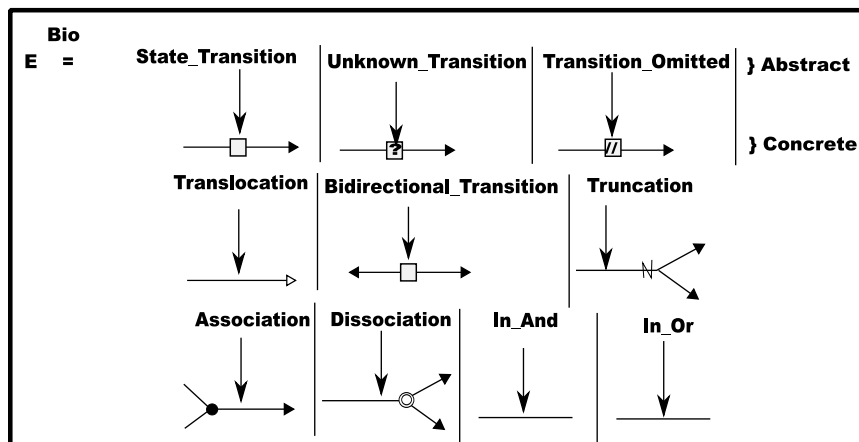 Bio
E =
State_Transition
Unknown_Transition
Transition_Omitted
} Abstract
?
//
} Concrete
Translocation
Bidirectional_Transition
Truncation
N
Association
Dissociation
In_And
In_Or